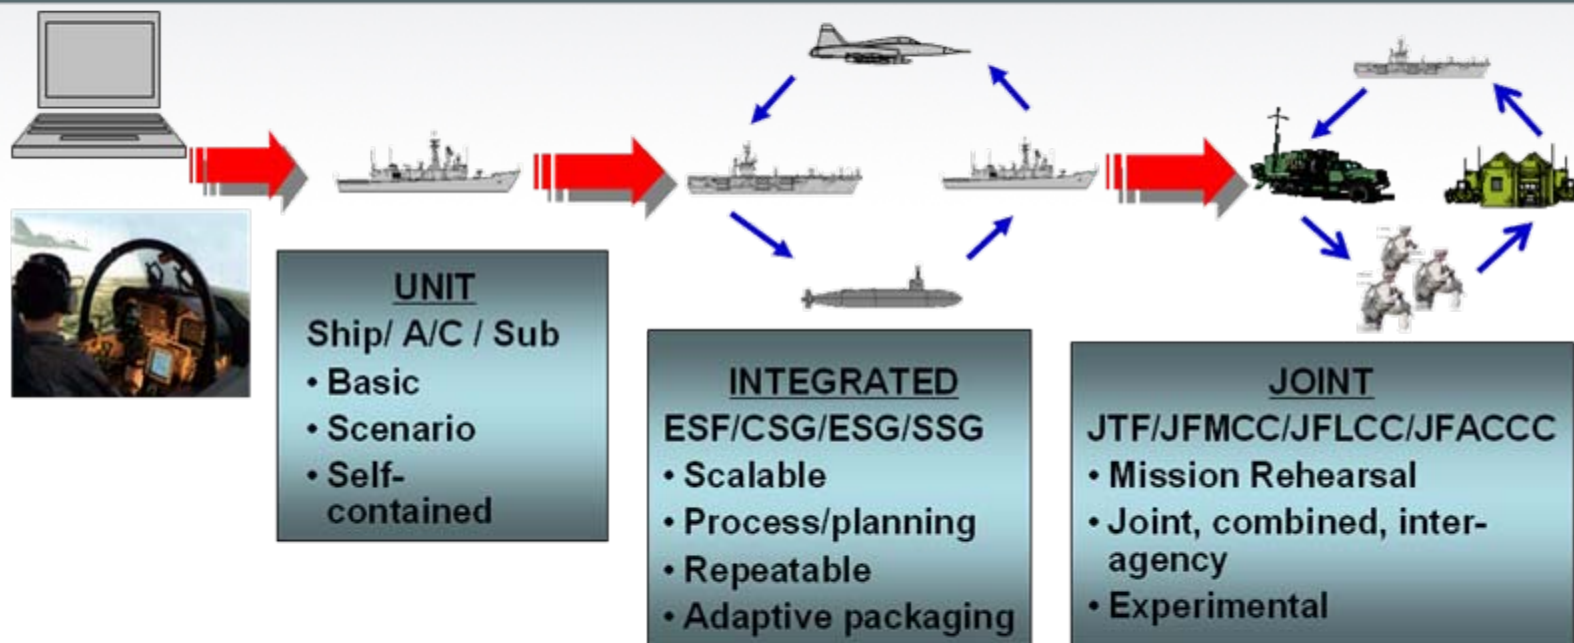 UNIT
Ship/ A/C / Sub
• Basic
• Scenario
• Self-
contained
INTEGRATED
ESF/CSG/ESG/SSG
• Scalable
• Process/planning
• Repeatable
• Adaptive packaging
JOINT
JTF/JFMCC/JFLCC/JFACCC
• Mission Rehearsal
• Joint, combined, inter-
agency
• Experimental